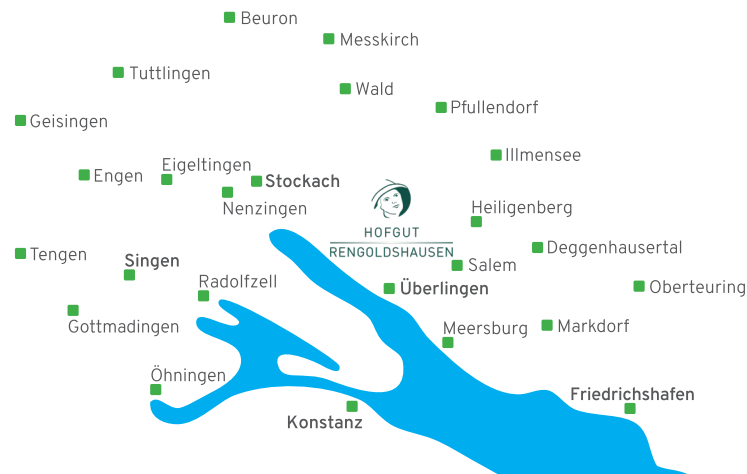 Beuron
Messkirch
Tuttlingen
Wald
Pfullendorf
Geisingen
Illmensee
Eigeltingen
Engen
Stockach
Nenzingen
Heiligenberg
HOFGUT
RENGOLDSHAUSEN
Deggenhausertal
Tengen
Singen
Salem
Radolfzell
Überlingen
Oberteuring
Gottmadingen
Meersburg
Markdorf
Öhningen
Friedrichshafen
Konstanz